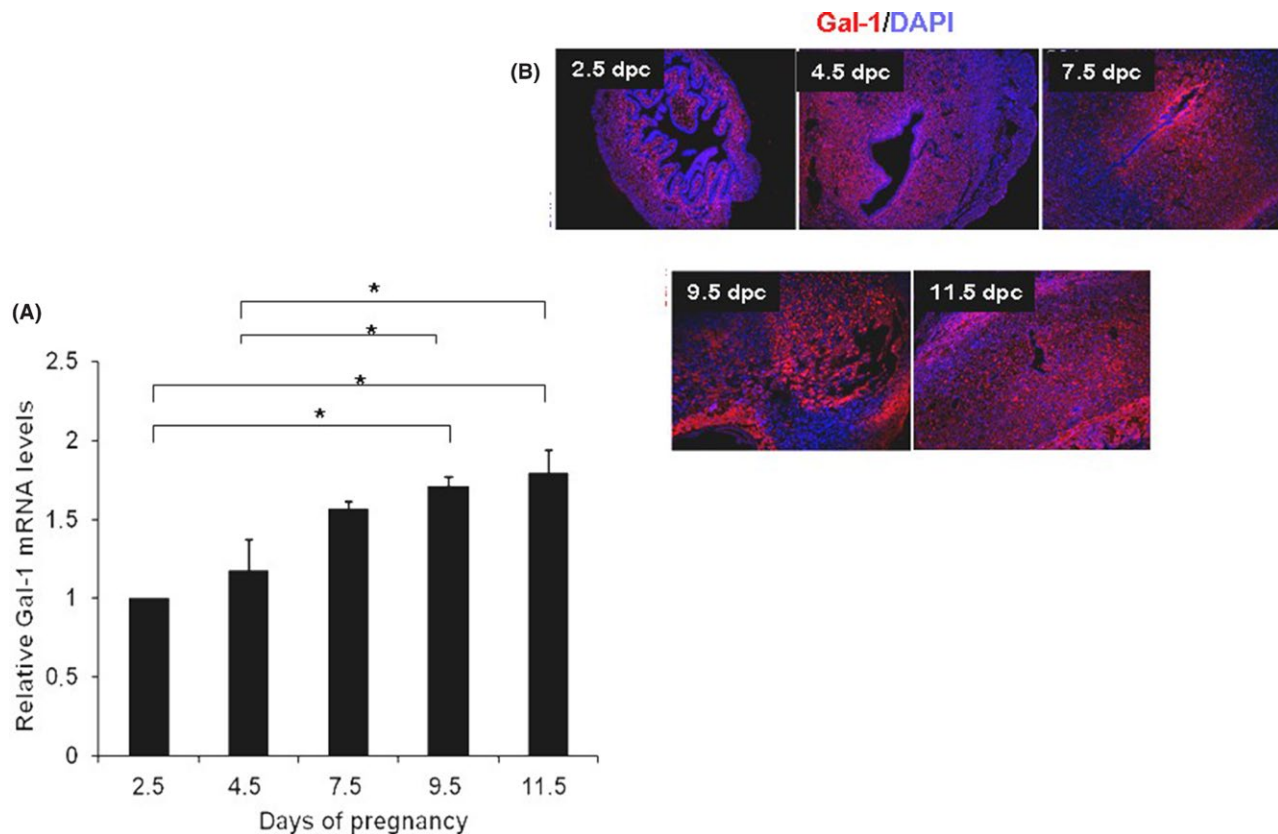 Gal-1/DAPI
(B)
2.5 dpc
4.5 dpc
7.5 dpc
9.5 dpc
11.5 dpc
(A)
*
*
*
*
2.5
2
1.5
1
0.5
0
Relative Gal-1 mRNA levels
2.5 4.5 7.5 9.5 11.5
Days of pregnancy